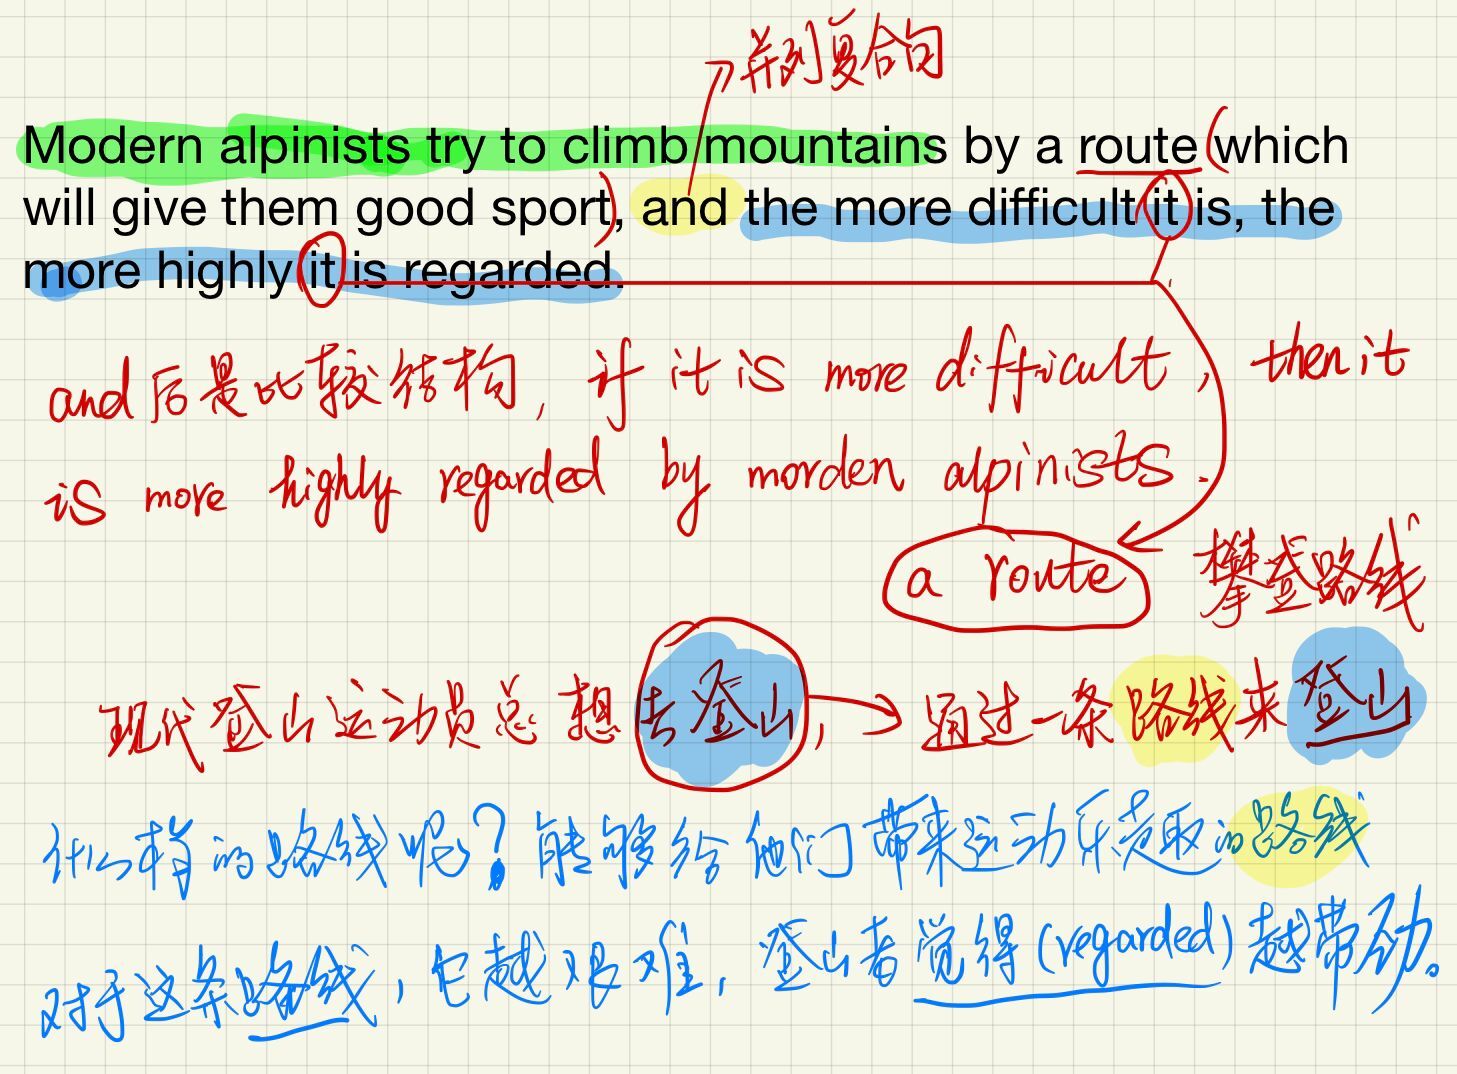 并列复合句
Modern alpinists try to climb mountains by a route (which
will give them good sport), and the more difficult it is, the
more highly it is regarded.
and后是比较结构, if it is more difficult, then it
is more highly regarded by morden alpinists.
a route 攀登路线
现代登山运动员总想去登山, → 通过一条路线来登山
什么样的路线呢? 能够给他们带来运动乐趣的路线
对于这条路线, 它越艰难, 登山者觉得(regarded)越带劲。